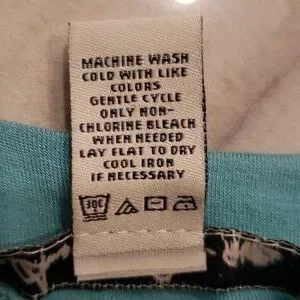 MACHINE WASH
COLD WITH LIKE
COLORS
GENTLE CYCLE
ONLY NON-
CHLORINE BLEACH
WHEN NEEDED
LAY FLAT TO DRY
COOL IRON
IF NECESSARY
30C